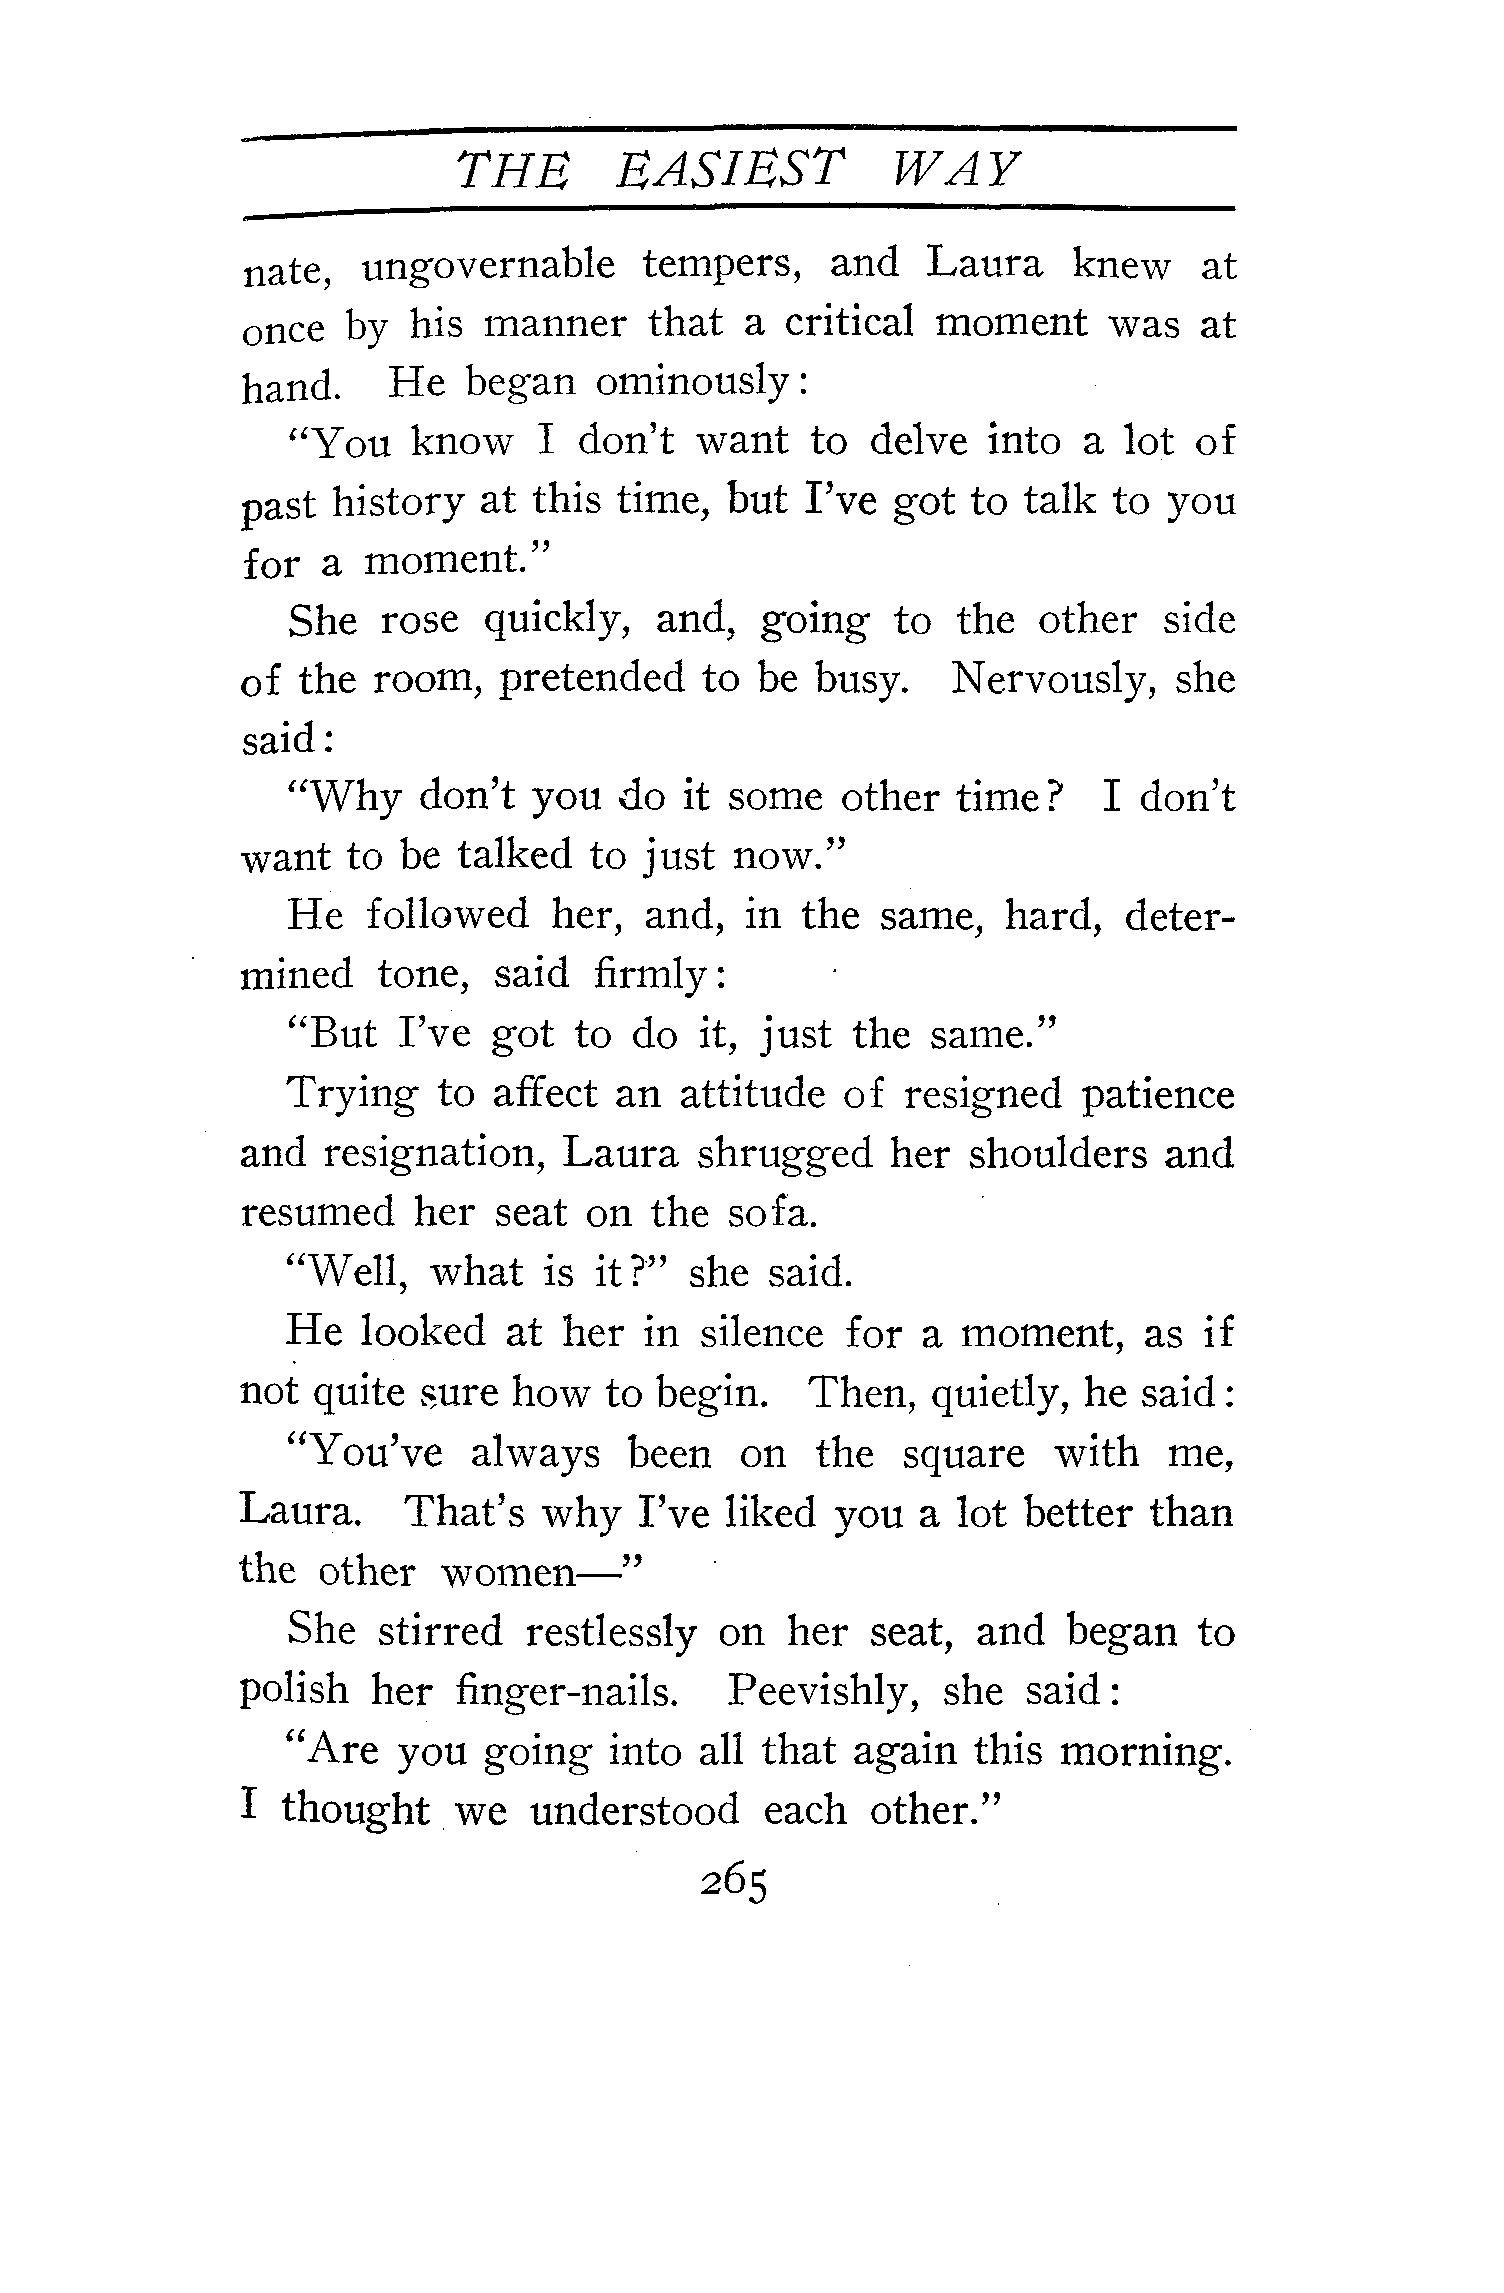 THE EASIEST WAY
nate, ungovernable tempers, and Laura knew at
once by his manner that a critical moment was at
hand. He began ominously:
"You know I don't want to delve into a lot of
past history at this time, but I've got to talk to you
for a moment."
She rose quickly, and, going to the other side
of the room, pretended to be busy. Nervously, she
said:
"Why don't you do it some other time? I don't
want to be talked to just now."
He followed her, and, in the same, hard, deter-
mined tone, said firmly:
"But I've got to do it, just the same."
Trying to affect an attitude of resigned patience
and resignation, Laura shrugged her shoulders and
resumed her seat on the sofa.
"Well, what is it?" she said.
He looked at her in silence for a moment, as if
not quite sure how to begin. Then, quietly, he said:
"You've always been on the square with me,
Laura. That's why I've liked you a lot better than
the other women—"
She stirred restlessly on her seat, and began to
polish her finger-nails. Peevishly, she said:
"Are you going into all that again this morning.
I thought we understood each other."
265